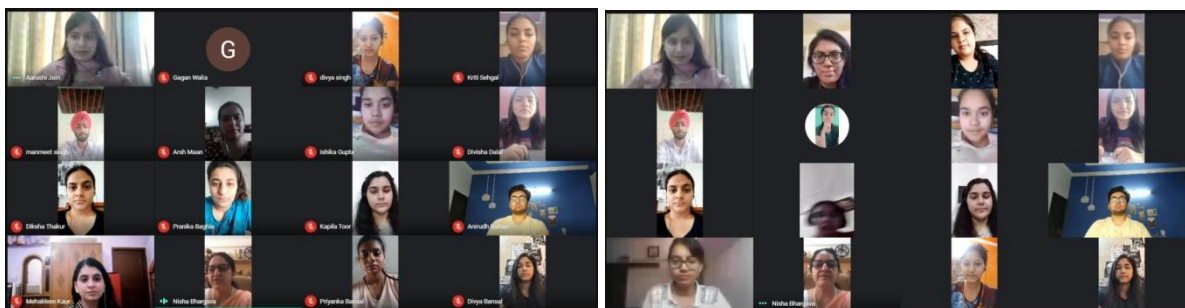 G
Aarushi Jain
Gagan Walia
divya singh
Kriti Sehgal
manmeet singh
Arsh Maan
Ishika Gupta
Divisha Dalal
Diksha Thakur
Pranika Baghla
Kapila Toor
Anirudh
Mehakleen Kaur
Nisha Bhargava
Priyanka Bansal
Divya Bansal
Nisha Bhargava